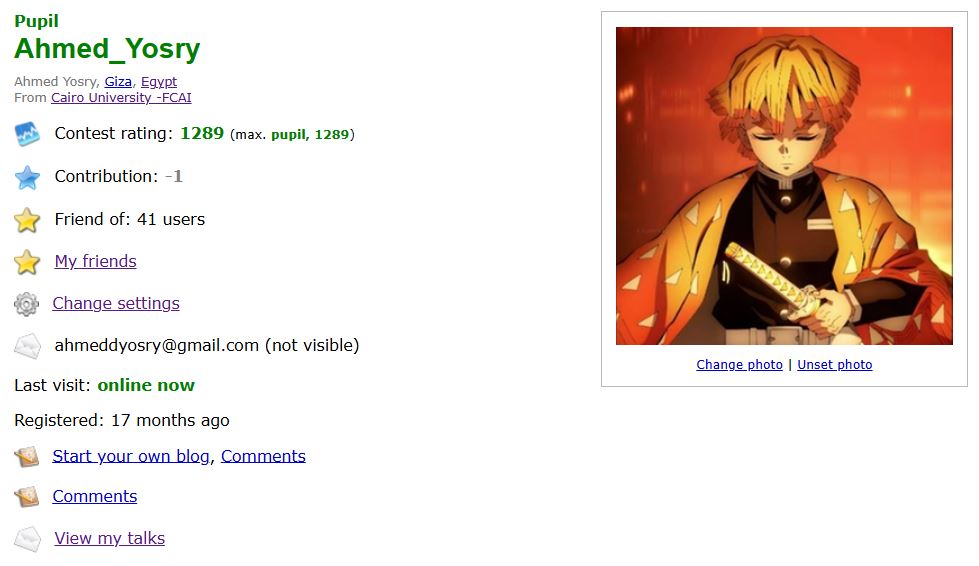 Pupil
Ahmed_Yosry
Ahmed Yosry, Giza, Egypt
From Cairo University -FCAI
Contest rating: 1289 (max. pupil, 1289)
Contribution: -1
Friend of: 41 users
My friends
Change settings
ahmeddyosry@gmail.com (not visible)
Last visit: online now
Registered: 17 months ago
Start your own blog, Comments
Comments
View my talks
Change photo | Unset photo